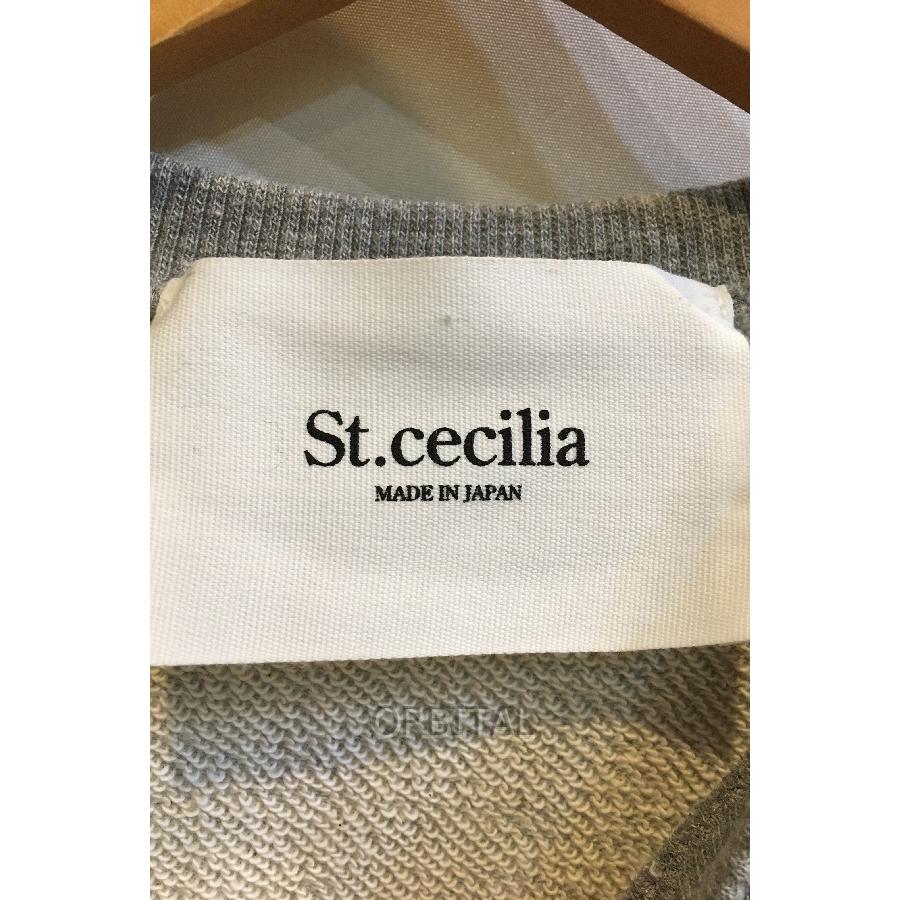 St.cecilia
MADE IN JAPAN
ORBITAL